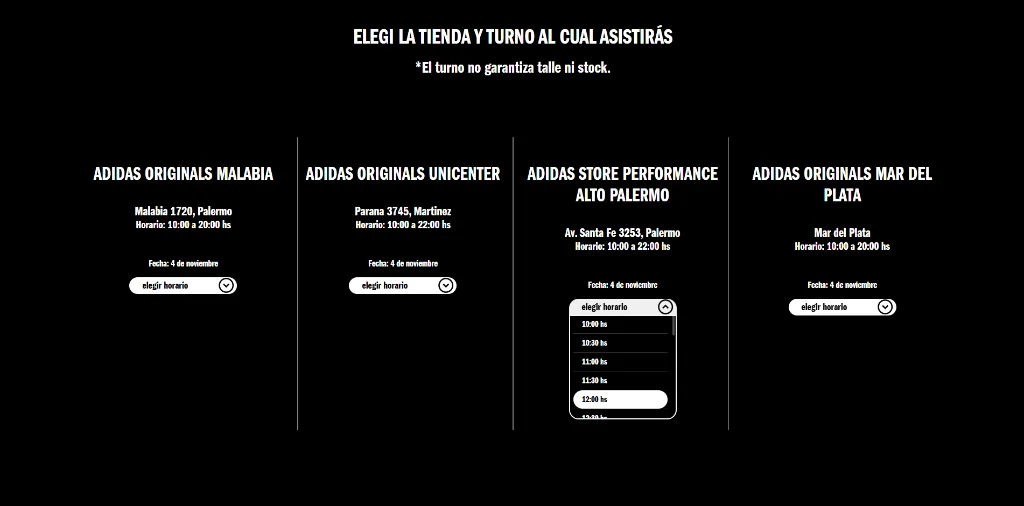 ELEGI LA TIENDA Y TURNO AL CUAL ASISTIRÁS
*El turno no garantiza talle ni stock.
ADIDAS ORIGINALS MALABIA
Malabia 1720, Palermo
Horario: 10:00 a 20:00 hs
Fecha: 4 de noviembre
elegir horario
ADIDAS ORIGINALS UNICENTER
Parana 3745, Martinez
Horario: 10:00 a 22:00 hs
Fecha: 4 de noviembre
elegir horario
ADIDAS STORE PERFORMANCE
ALTO PALERMO
Av. Santa Fe 3253, Palermo
Horario: 10:00 a 22:00 hs
Fecha: 4 de noviembre
elegir horario
10:00 hs
10:30 hs
11:00 hs
11:30 hs
12:00 hs
12:30 hs
ADIDAS ORIGINALS MAR DEL
PLATA
Mar del Plata
Horario: 10:00 a 20:00 hs
Fecha: 4 de noviembre
elegir horario